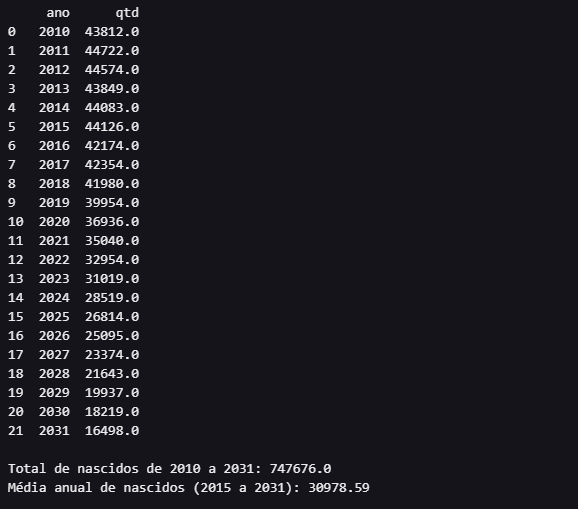 ano qtd
0 2010 43812.0
1 2011 44722.0
2 2012 44574.0
3 2013 43849.0
4 2014 44083.0
5 2015 44126.0
6 2016 42174.0
7 2017 42354.0
8 2018 41980.0
9 2019 39954.0
10 2020 36936.0
11 2021 35040.0
12 2022 32954.0
13 2023 31019.0
14 2024 28519.0
15 2025 26814.0
16 2026 25095.0
17 2027 23374.0
18 2028 21643.0
19 2029 19937.0
20 2030 18219.0
21 2031 16498.0
Total de nascidos de 2010 a 2031: 747676.0
Média anual de nascidos (2015 a 2031): 30978.59